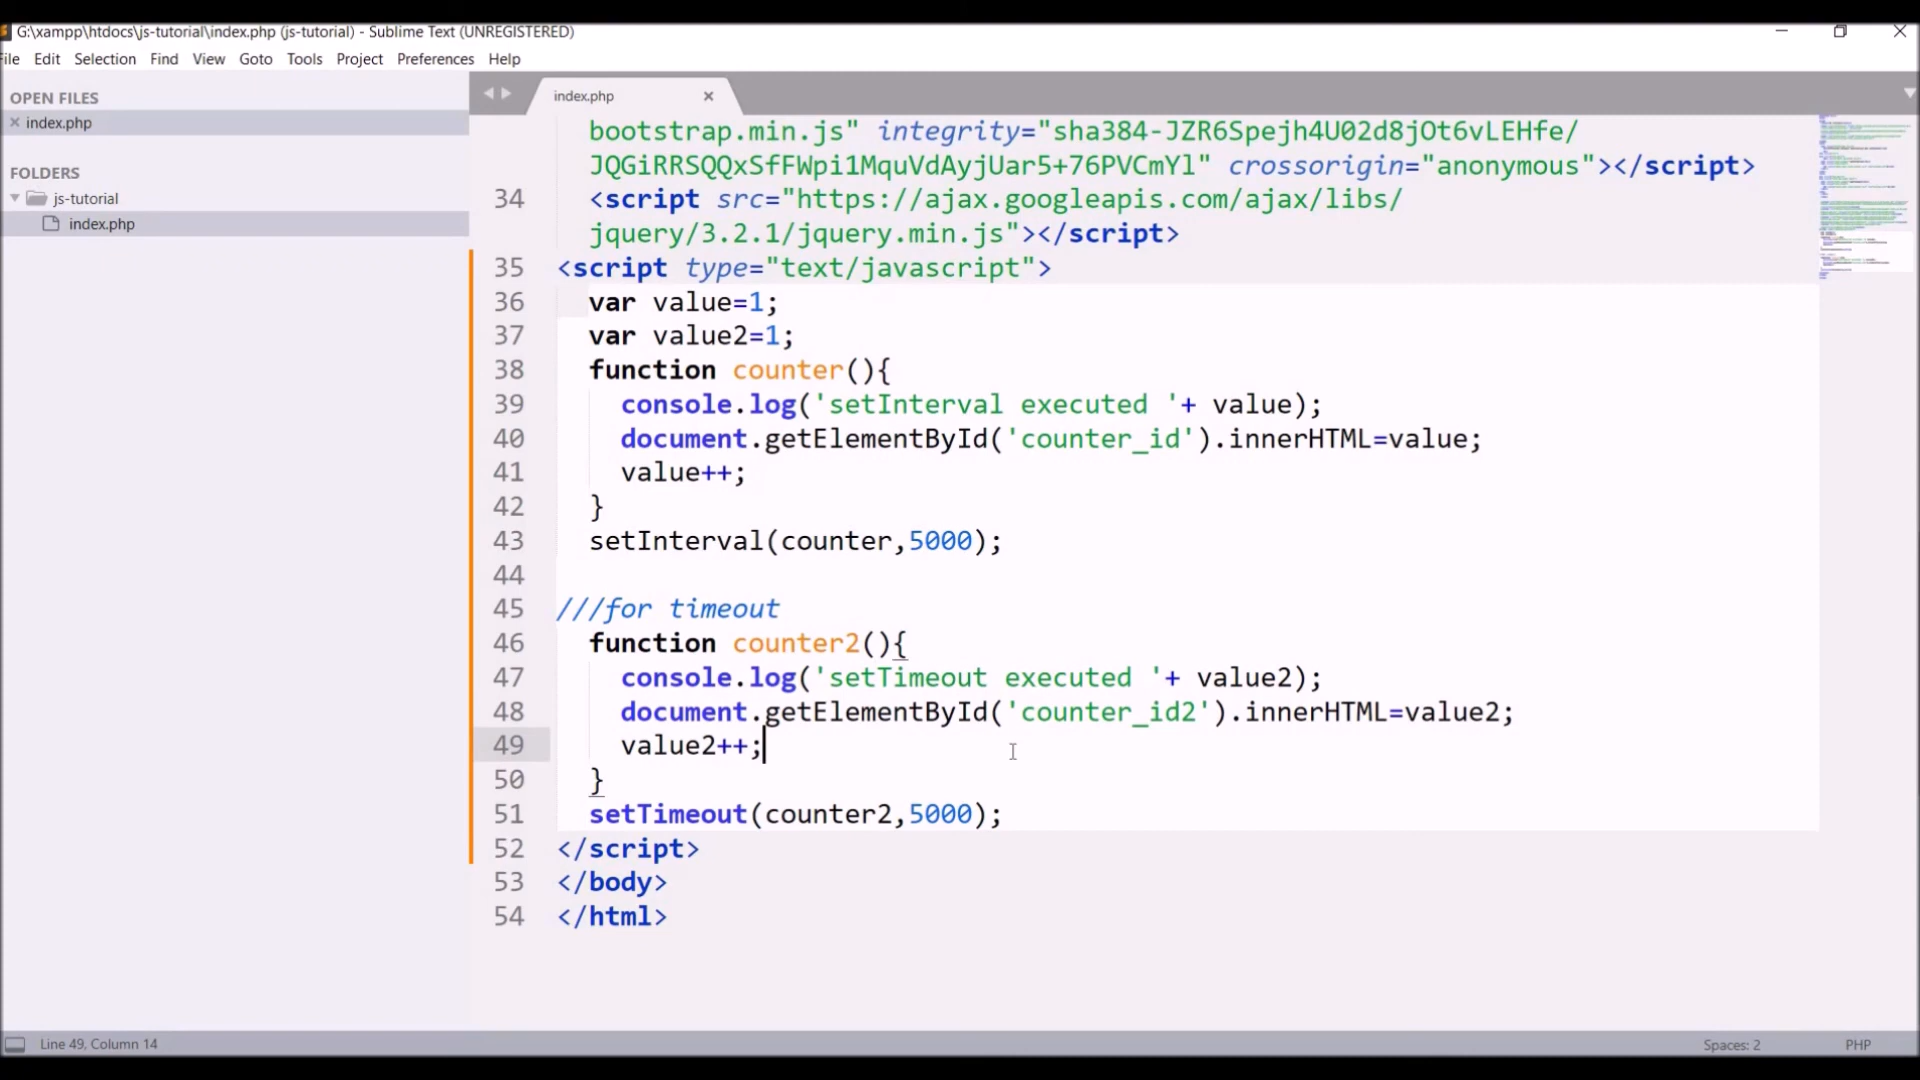 G:\xampp\htdocs\js-tutorial\index.php (js-tutorial) - Sublime Text (UNREGISTERED)
File Edit Selection Find View Goto Tools Project Preferences Help
OPEN FILES
index.php
FOLDERS
js-tutorial
index.php
index.php
bootstrap.min.js" integrity="sha384-JZR6Spejh4U02d8jOt6vLEHfe/
JQGiRRSQQxSfFWpi1MquVdAyjUar5+76PVCmYl" crossorigin="anonymous"></script>
34 <script src="https://ajax.googleapis.com/ajax/libs/
jquery/3.2.1/jquery.min.js"></script>
35 <script type="text/javascript">
36 var value=1;
37 var value2=1;
38 function counter(){
39 console.log('setInterval executed '+ value);
40 document.getElementById('counter_id').innerHTML=value;
41 value++;
42 }
43 setInterval(counter,5000);
44
45 ///for timeout
46 function counter2(){
47 console.log('setTimeout executed '+ value2);
48 document.getElementById('counter_id2').innerHTML=value2;
49 value2++;
50 }
51 setTimeout(counter2,5000);
52 </script>
53 </body>
54 </html>
Line 49, Column 14
Spaces: 2
PHP